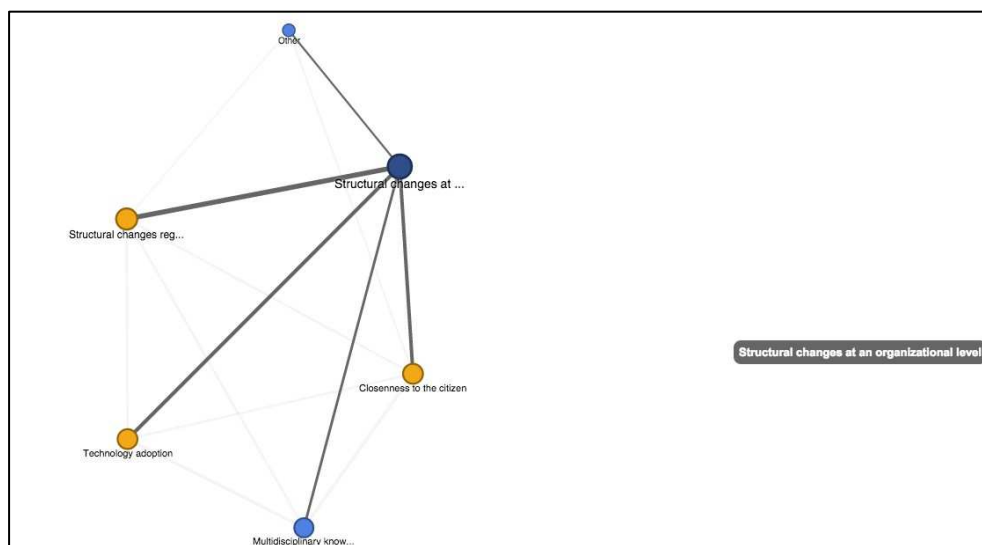 Other
Structural changes at ...
Structural changes reg...
Structural changes at an organizational level
Closenness to the citizen
Technology adoption
Multidisciplinary know...